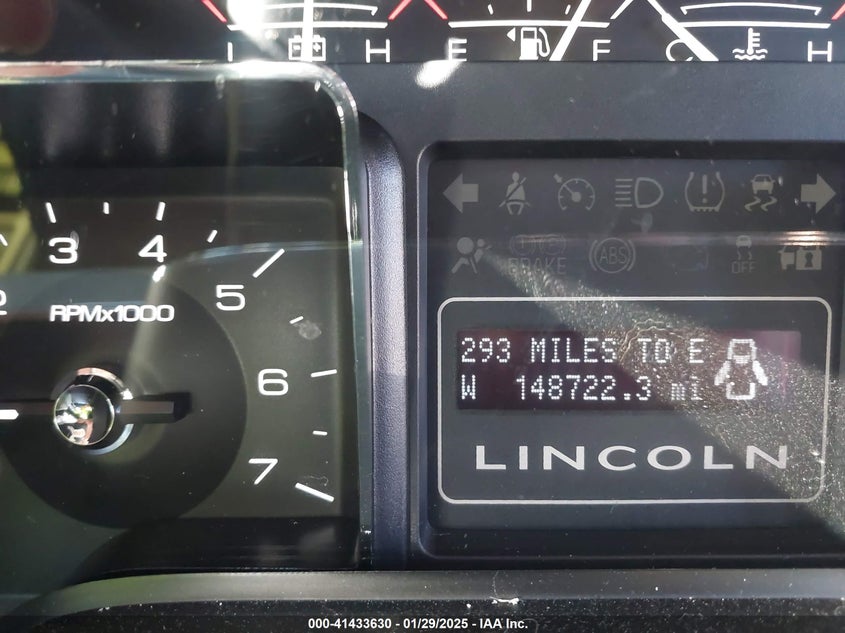 I H E F C H
3 4
2 RPMx1000 5
6
7
BRAKE ABS OFF
293 MILES TO E
W 148722.3 mi
LINCOLN
000-41433630 - 01/29/2025 - IAA Inc.